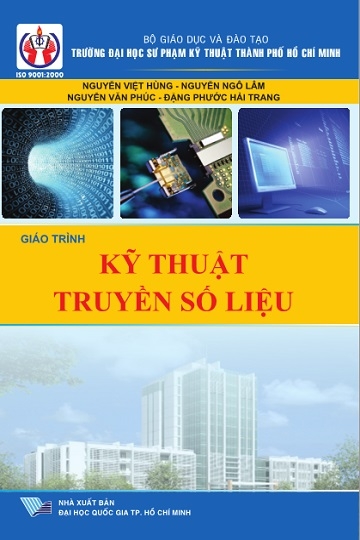 BỘ GIÁO DỤC VÀ ĐÀO TẠO
TRƯỜNG ĐẠI HỌC SƯ PHẠM KỸ THUẬT THÀNH PHỐ HỒ CHÍ MINH
ISO 9001:2000
NGUYỄN VIỆT HÙNG - NGUYỄN NGÔ LÂM
NGUYỄN VĂN PHÚC - ĐẶNG PHƯỚC HẢI TRANG
GIÁO TRÌNH
KỸ THUẬT
TRUYỀN SỐ LIỆU
NHÀ XUẤT BẢN
ĐẠI HỌC QUỐC GIA TP. HỒ CHÍ MINH